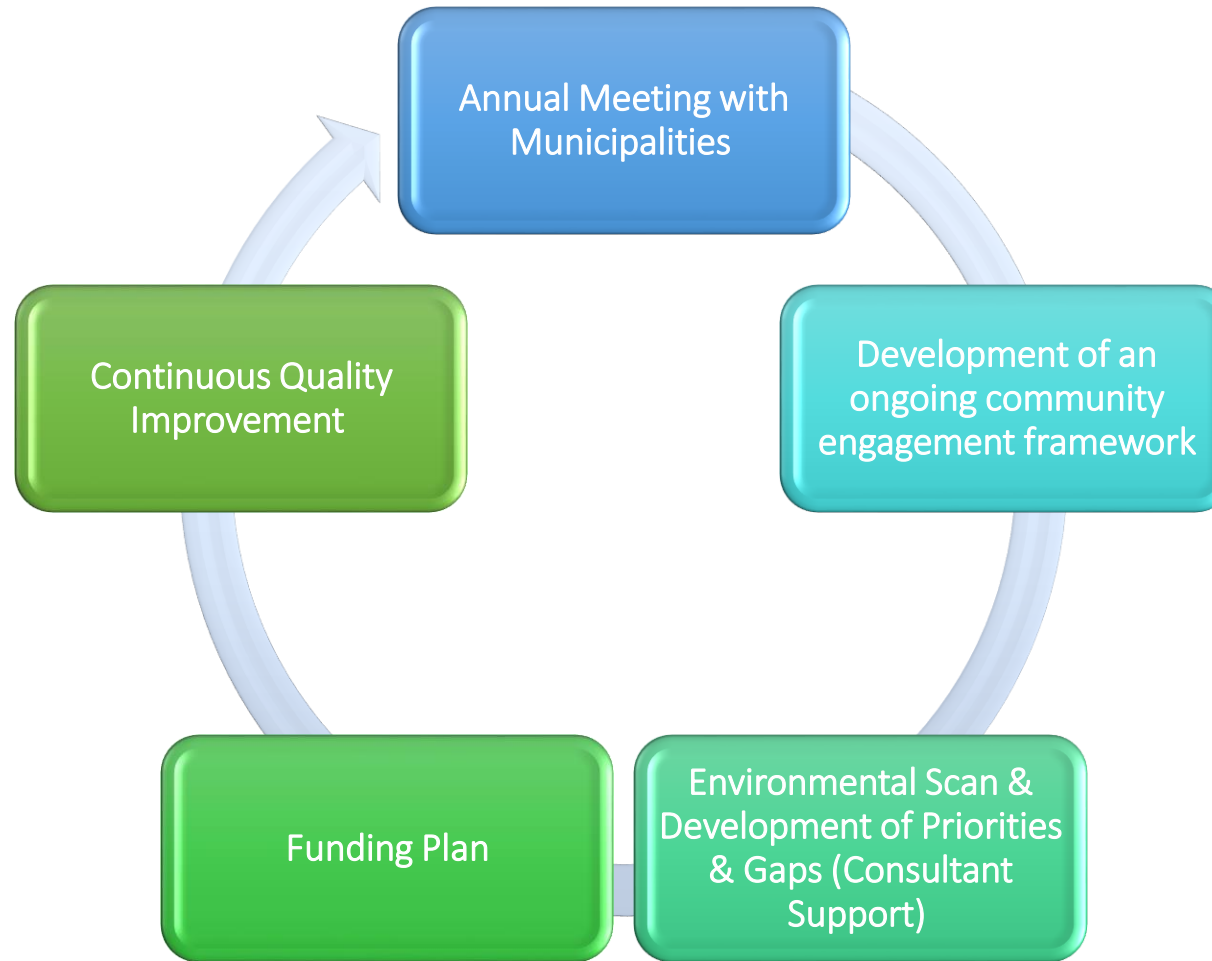 Annual Meeting with
Municipalities
Development of an
ongoing community
engagement framework
Environmental Scan &
Development of Priorities
& Gaps (Consultant
Support)
Funding Plan
Continuous Quality
Improvement